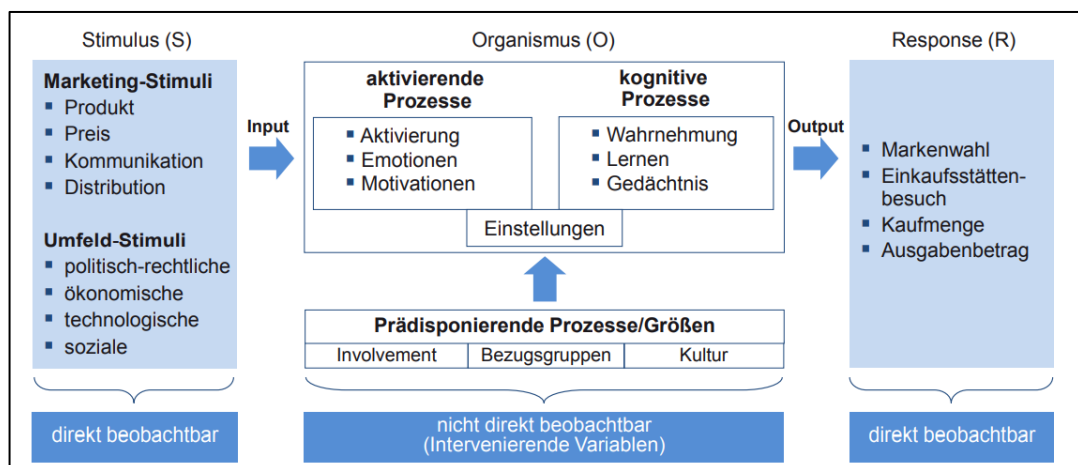 Stimulus (S)
Marketing-Stimuli
▪ Produkt
▪ Preis
▪ Kommunikation
▪ Distribution
Umfeld-Stimuli
▪ politisch-rechtliche
▪ ökonomische
▪ technologische
▪ soziale
direkt beobachtbar
Input
Organismus (O)
aktivierende
Prozesse
▪ Aktivierung
▪ Emotionen
▪ Motivationen
kognitive
Prozesse
▪ Wahrnehmung
▪ Lernen
▪ Gedächtnis
Einstellungen
Prädisponierende Prozesse/Größen
Involvement
Bezugsgruppen
Kultur
nicht direkt beobachtbar
(Intervenierende Variablen)
Output
Response (R)
▪ Markenwahl
▪ Einkaufsstätten-
besuch
▪ Kaufmenge
▪ Ausgabenbetrag
direkt beobachtbar